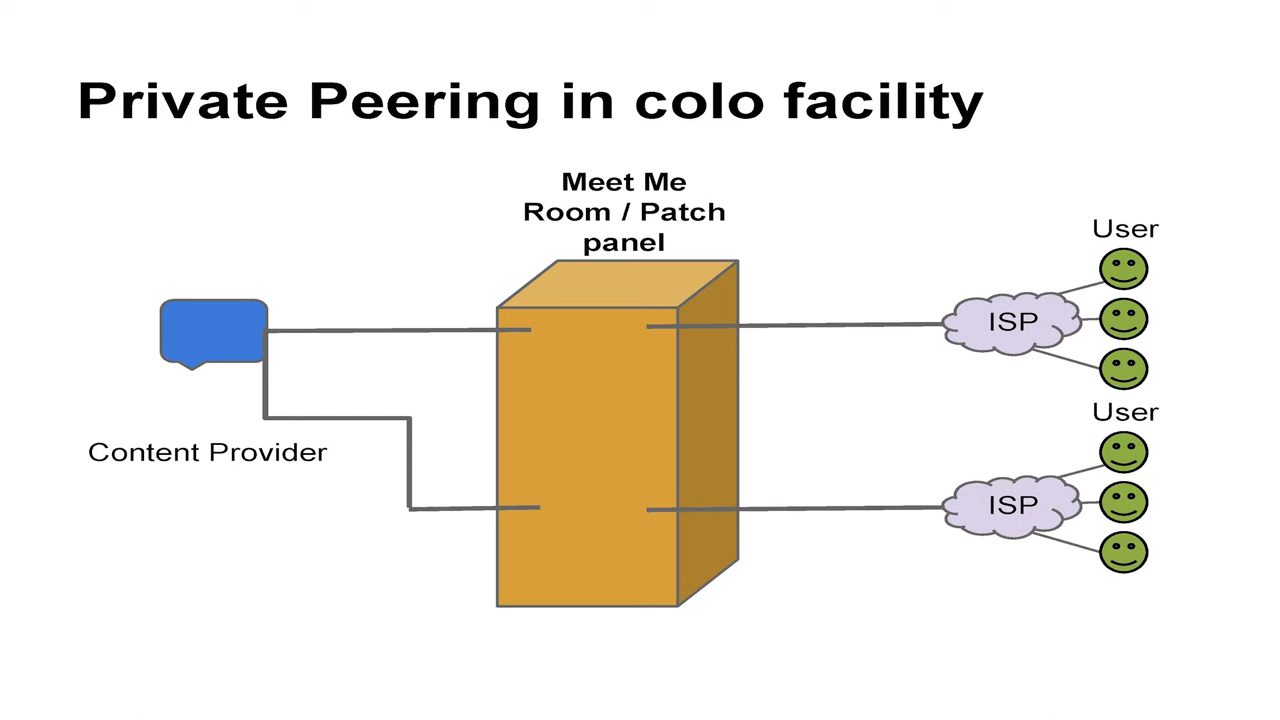 Private Peering in colo facility
Meet Me
Room / Patch
panel
User
ISP
User
Content Provider
ISP